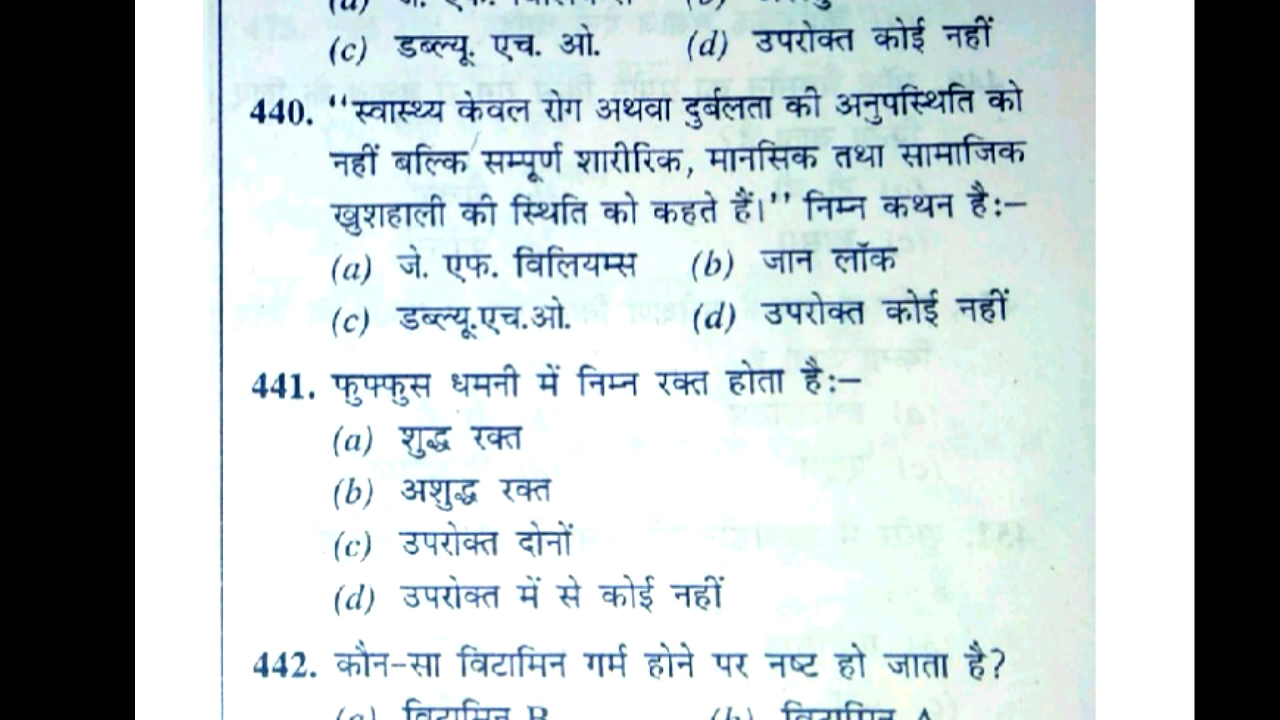 (c) डब्ल्यू. एच. ओ. (d) उपरोक्त कोई नहीं
440. "स्वास्थ्य केवल रोग अथवा दुर्बलता की अनुपस्थिति को
नहीं बल्कि सम्पूर्ण शारीरिक, मानसिक तथा सामाजिक
खुशहाली की स्थिति को कहते हैं।" निम्न कथन है:–
(a) जे. एफ. विलियम्स (b) जान लॉक
(c) डब्ल्यू.एच.ओ. (d) उपरोक्त कोई नहीं
441. फुफ्फुस धमनी में निम्न रक्त होता है:–
(a) शुद्ध रक्त
(b) अशुद्ध रक्त
(c) उपरोक्त दोनों
(d) उपरोक्त में से कोई नहीं
442. कौन-सा विटामिन गर्म होने पर नष्ट हो जाता है?
(a) विटामिन B (b) विटामिन A